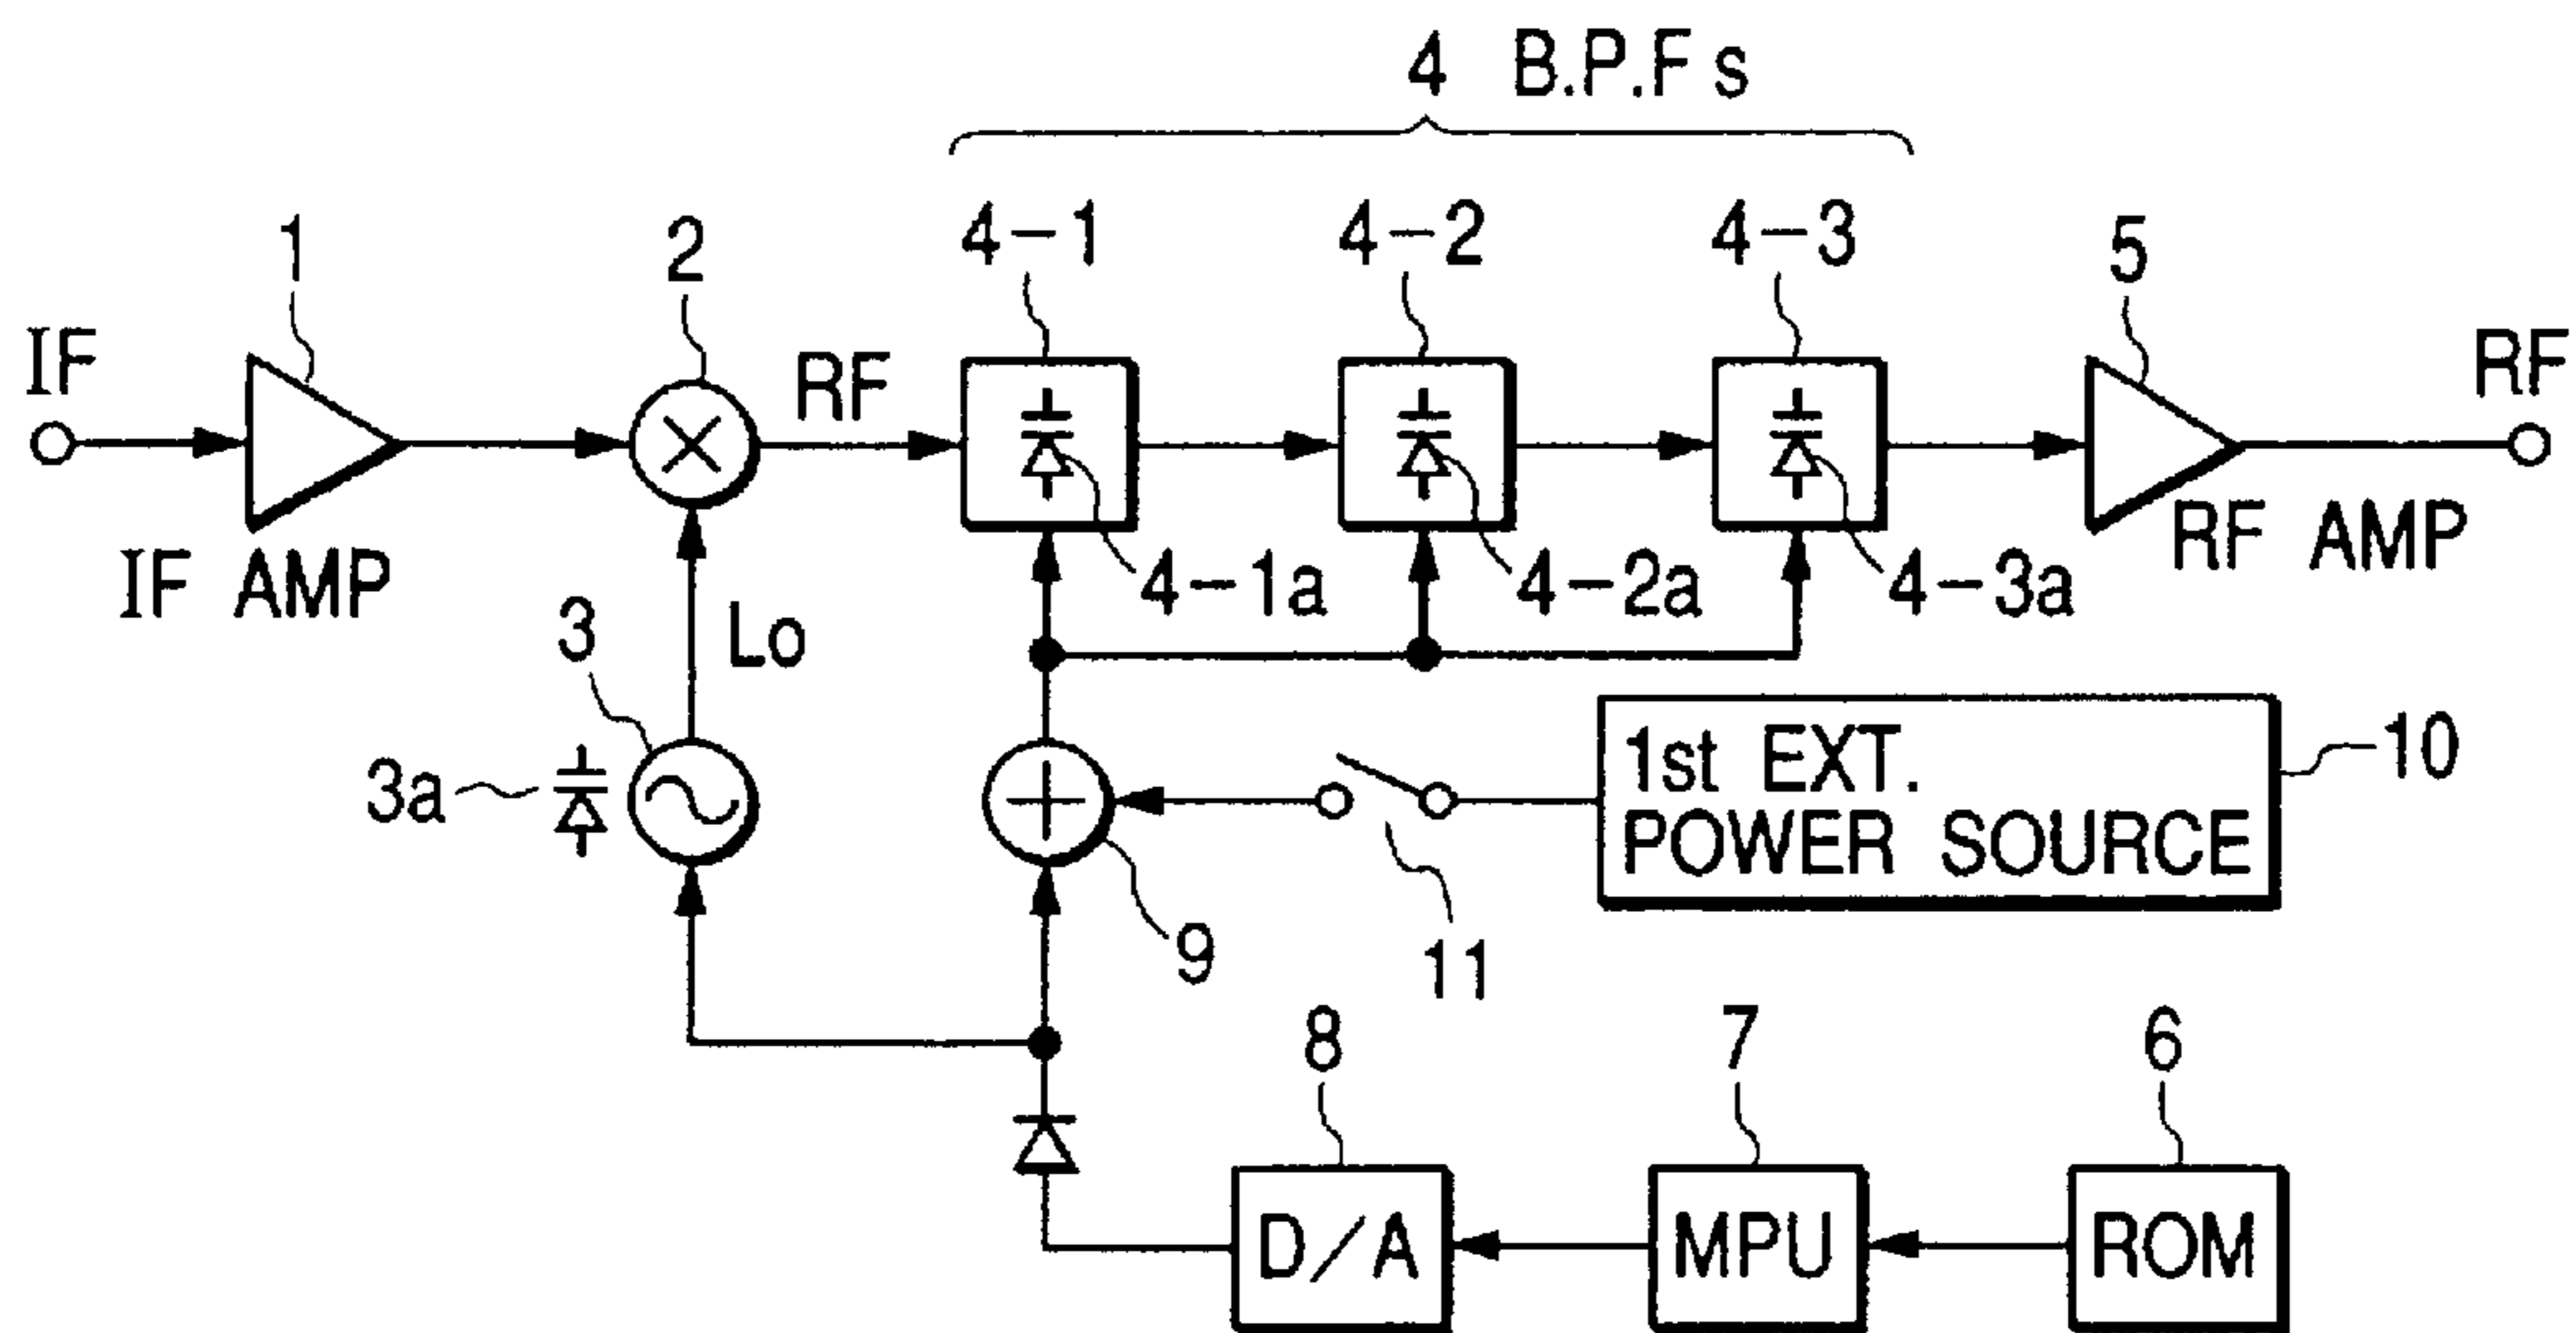 4 B.P.F s
1
2
4-1
4-2
4-3
5
IF
RF
RF
IF AMP
RF AMP
4-1a
4-2a
4-3a
3
Lo
3a
1st EXT.
POWER SOURCE
10
9
11
8
7
6
D/A
MPU
ROM